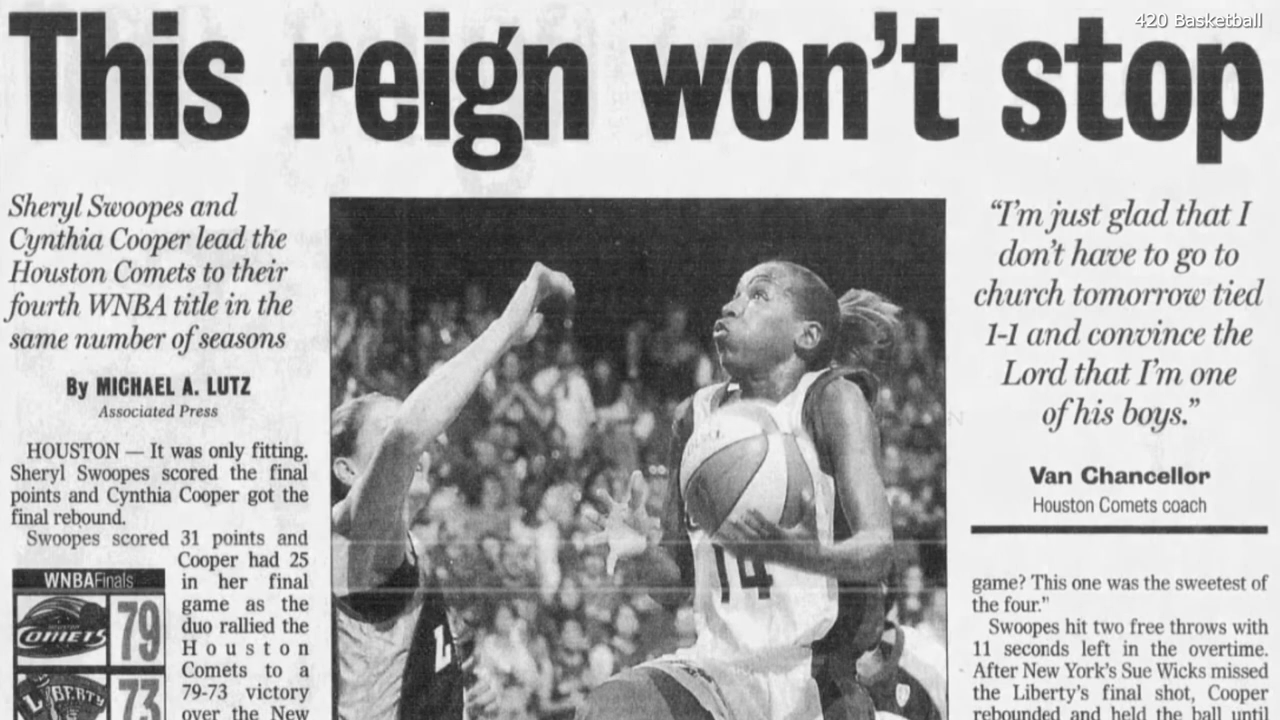 420 Basketball
This reign won't stop
Sheryl Swoopes and
Cynthia Cooper lead the
Houston Comets to their
fourth WNBA title in the
same number of seasons
By MICHAEL A. LUTZ
Associated Press
HOUSTON — It was only fitting.
Sheryl Swoopes scored the final
points and Cynthia Cooper got the
final rebound.
Swoopes scored 31 points and
Cooper had 25
in her final
game as the
duo rallied the
Houston
Comets to a
79-73 victory
over the New
WNBAFinals
HOUSTON
COMETS
79
LIBERTY
73
14
L
“I'm just glad that I
don't have to go to
church tomorrow tied
1-1 and convince the
Lord that I'm one
of his boys.”
Van Chancellor
Houston Comets coach
game? This one was the sweetest of
the four.”
Swoopes hit two free throws with
11 seconds left in the overtime.
After New York's Sue Wicks missed
the Liberty's final shot, Cooper
rebounded and held the ball until